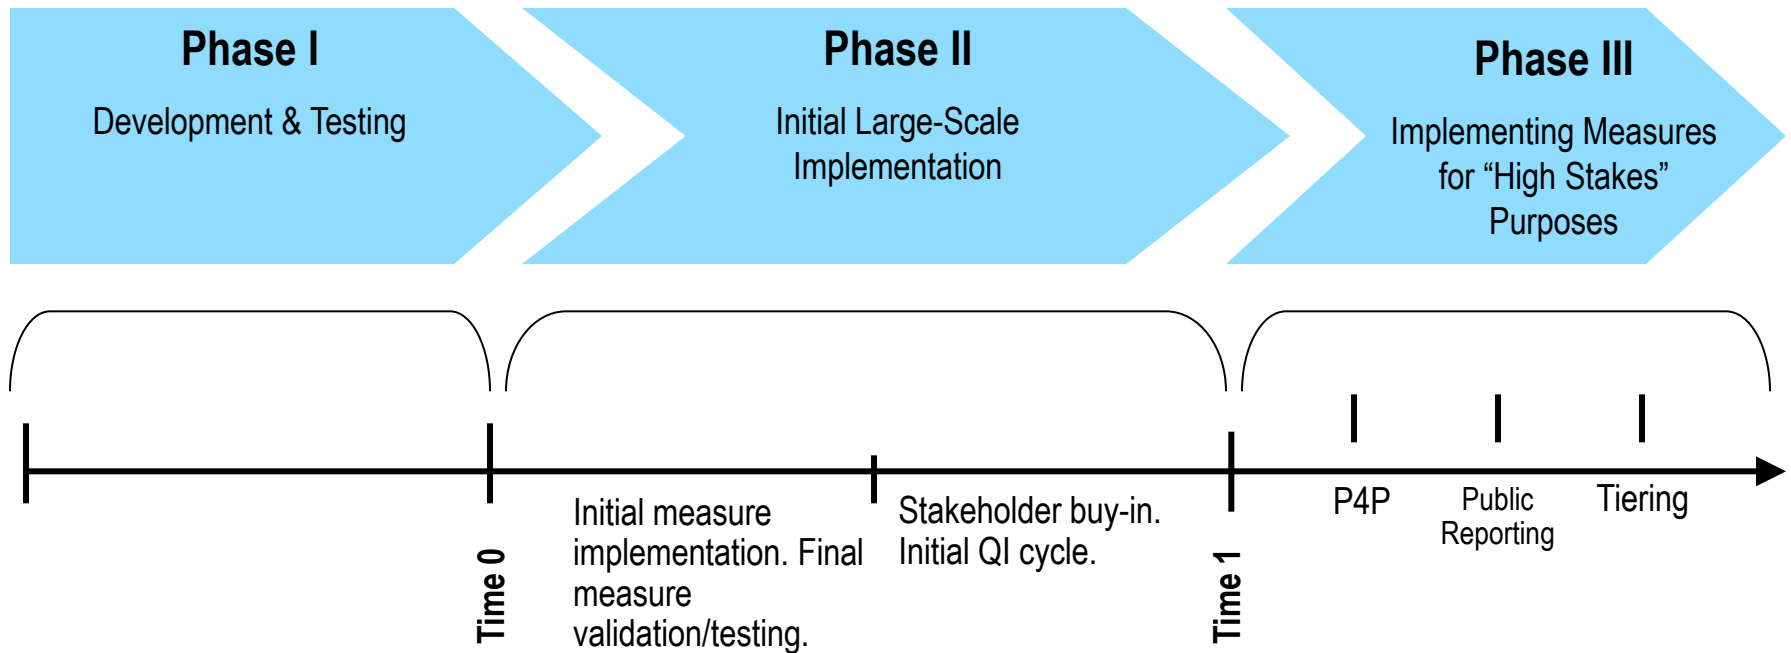 Phase I
Development & Testing
Phase II
Initial Large-Scale
Implementation
Phase III
Implementing Measures
for “High Stakes”
Purposes
Time 0
Initial measure
implementation. Final
measure
validation/testing.
Stakeholder buy-in.
Initial QI cycle.
Time 1
P4P
Public
Reporting
Tiering